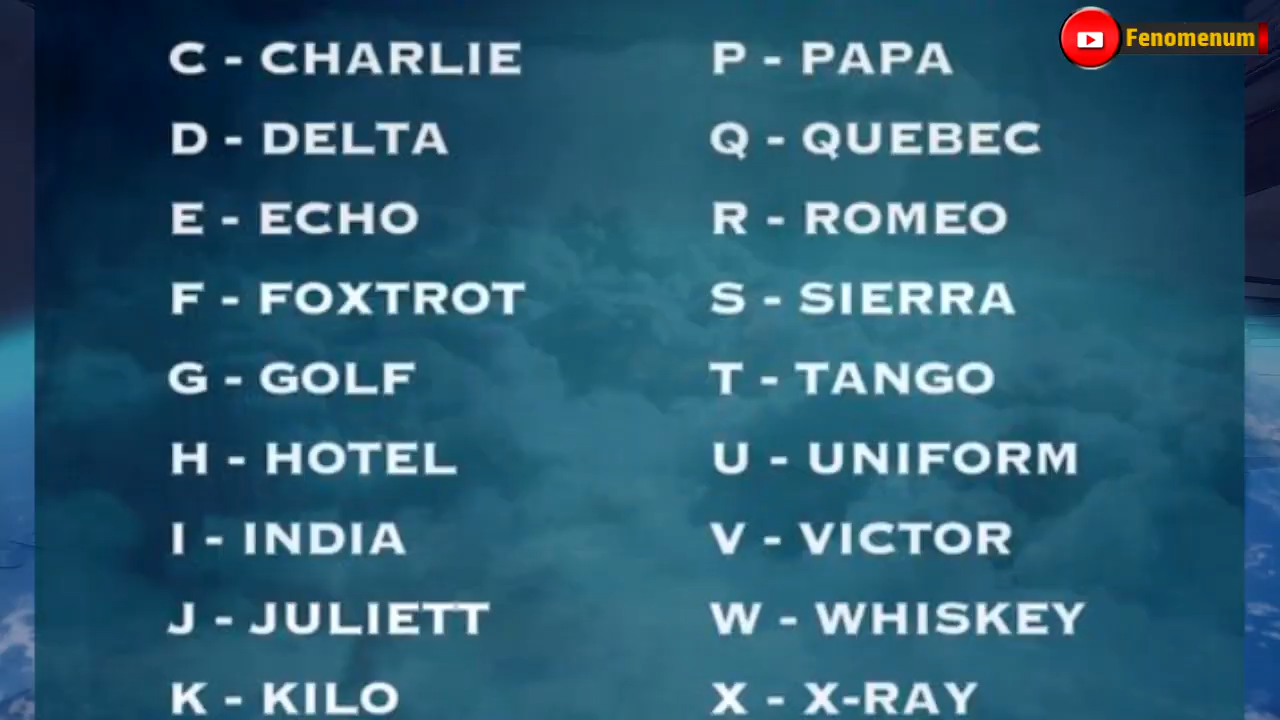 Fenomenum
C - CHARLIE
D - DELTA
E - ECHO
F - FOXTROT
G - GOLF
H - HOTEL
I - INDIA
J - JULIETT
K - KILO
P - PAPA
Q - QUEBEC
R - ROMEO
S - SIERRA
T - TANGO
U - UNIFORM
V - VICTOR
W - WHISKEY
X - X-RAY